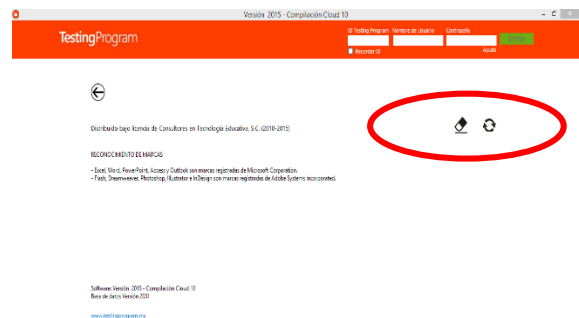 Versión 2015 - Compilación Cloud 10
TestingProgram
ID Testing Program Nombre de Usuario Contraseña
Entrar
Recordar ID
Ayuda
Distribuido bajo licencia de Consultores en Tecnología Educativa, S.C. (2010-2015)
RECONOCIMIENTO DE MARCAS
- Excel, Word, PowerPoint, Access y Outlook son marcas registradas de Microsoft Corporation.
- Flash, Dreamweaver, Photoshop, Illustrator e InDesign son marcas registradas de Adobe Systems incorporated.
Software Versión 2015 - Compilación Cloud 10
Base de datos Versión 2001
www.testingprogram.mx